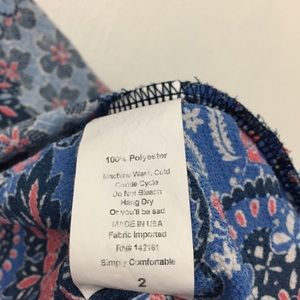 100% Polyester
Machine Wash Cold
Gentle Cycle
Do Not Bleach
Hang Dry
Or you'll be sad
MADE IN USA
Fabric Imported
RN# 142161
Simply Comfortable
2